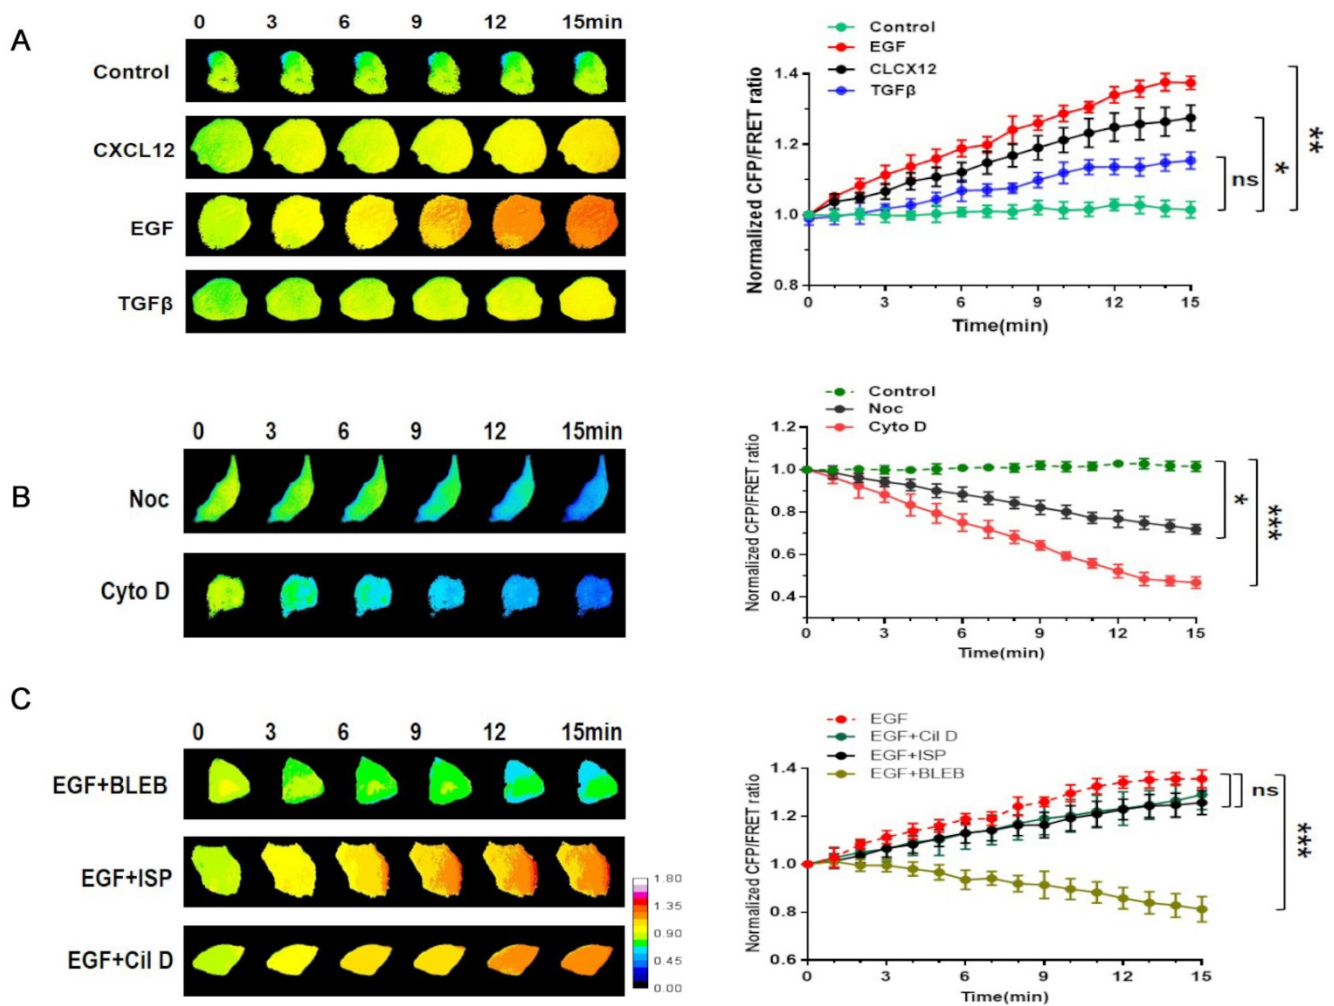 A
0 3 6 9 12 15min
Control
CXCL12
EGF
TGFβ
Control
EGF
CLCX12
TGFβ
Normalized CFP/FRET ratio
1.4
1.2
1.0
0.8
0 3 6 9 12 15
Time(min)
ns
*
**
B
0 3 6 9 12 15min
Noc
Cyto D
Control
Noc
Cyto D
Normalized CFP/FRET ratio
1.2
1.0
0.8
0.6
0.4
0 3 6 9 12 15
Time(min)
*
***
C
0 3 6 9 12 15min
EGF+BLEB
EGF+ISP
EGF+Cil D
1.80
1.35
0.90
0.45
0.00
EGF
EGF+Cil D
EGF+ISP
EGF+BLEB
Normalized CFP/FRET ratio
1.4
1.2
1.0
0.8
0.6
0 3 6 9 12 15
Time(min)
ns
***